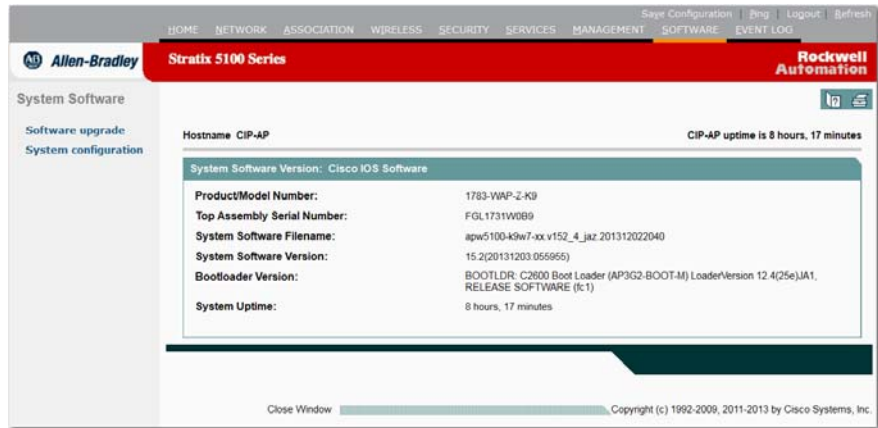 Save Configuration | Ping | Logout | Refresh
HOME NETWORK ASSOCIATION WIRELESS SECURITY SERVICES MANAGEMENT SOFTWARE EVENT LOG
AB Allen-Bradley Stratix 5100 Series Rockwell Automation
System Software
Software upgrade
System configuration
Hostname CIP-AP CIP-AP uptime is 8 hours, 17 minutes
System Software Version: Cisco IOS Software
Product/Model Number: 1783-WAP-Z-K9
Top Assembly Serial Number: FGL1731W0B9
System Software Filename: apw5100-k9w7-xx.v152_4_jaz.201312022040
System Software Version: 15.2(20131203:055955)
Bootloader Version: BOOTLDR: C2600 Boot Loader (AP3G2-BOOT-M) LoaderVersion 12.4(25e)JA1,
RELEASE SOFTWARE (fc1)
System Uptime: 8 hours, 17 minutes
Close Window Copyright (c) 1992-2009, 2011-2013 by Cisco Systems, Inc.